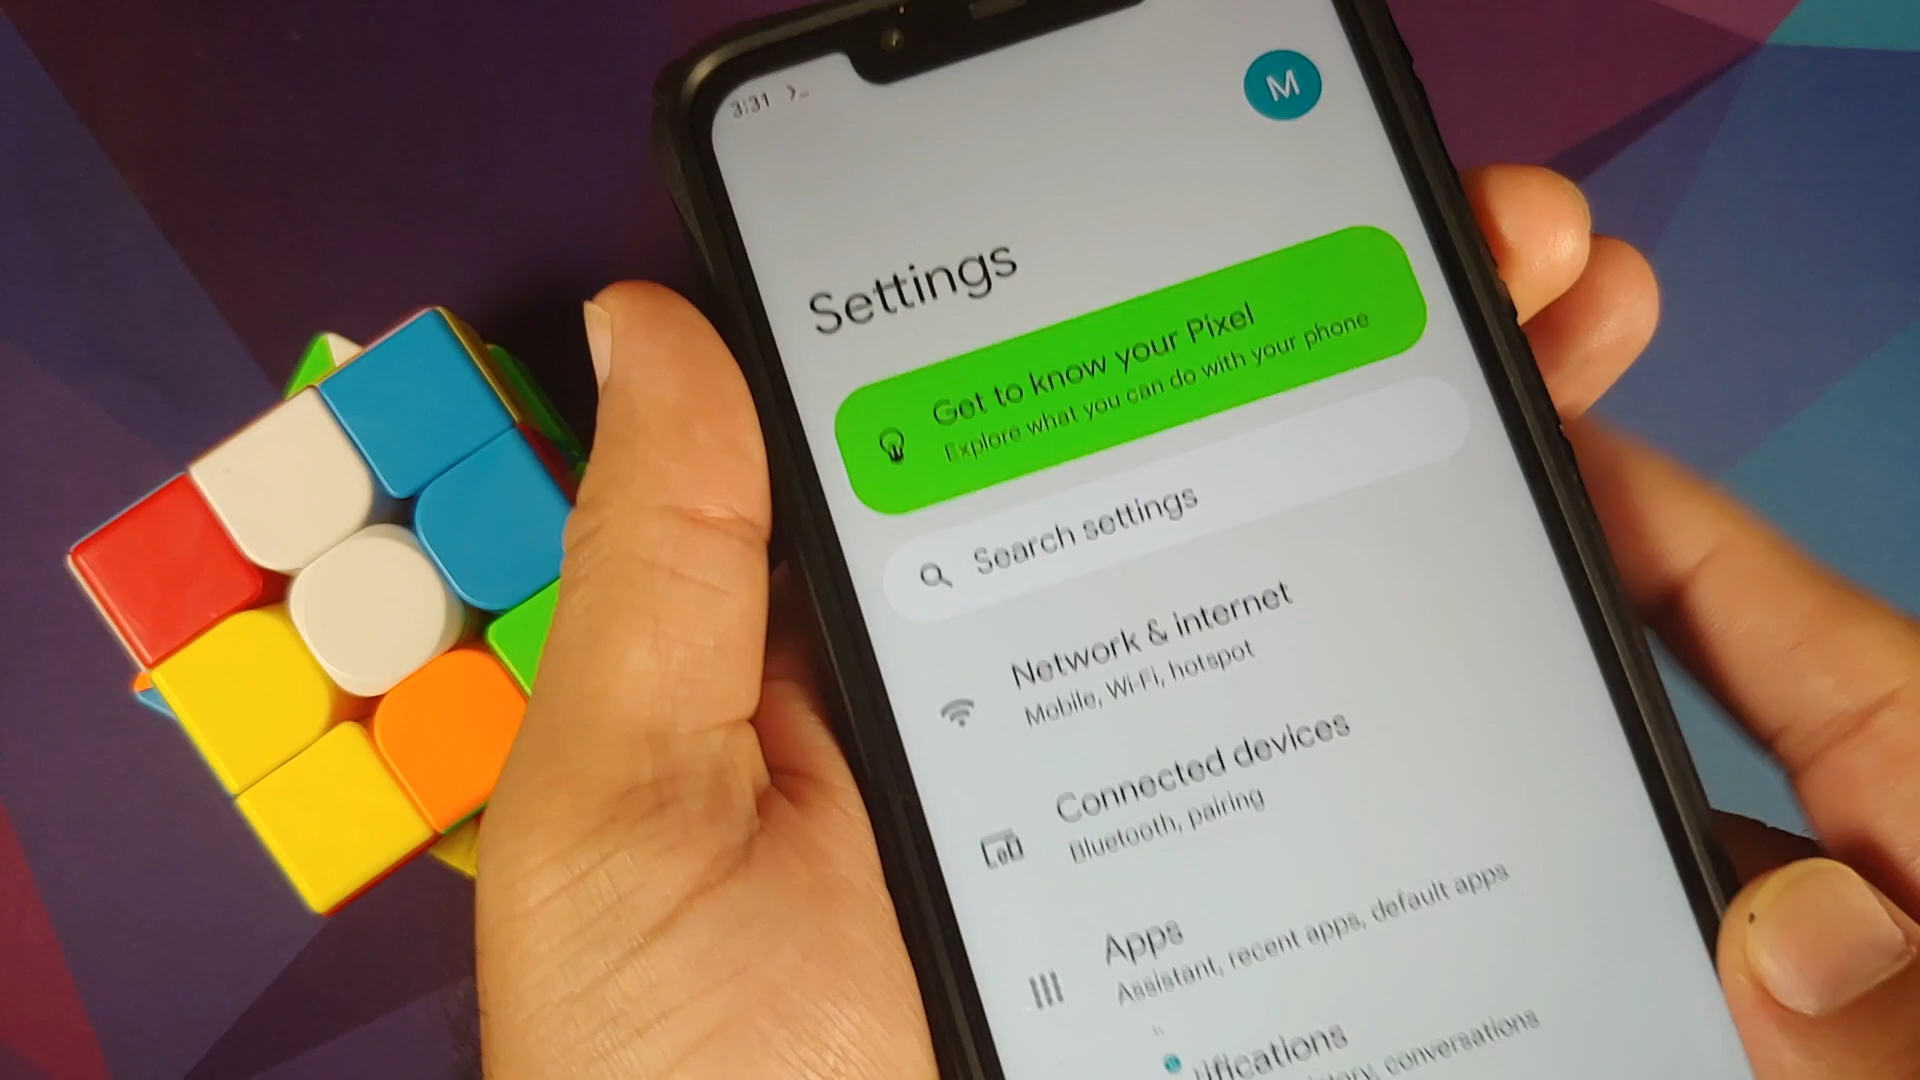 3:31 >_
M
Settings
Get to know your Pixel
Explore what you can do with your phone
Search settings
Network & internet
Mobile, Wi-Fi, hotspot
Connected devices
Bluetooth, pairing
Apps
Assistant, recent apps, default apps
conversations